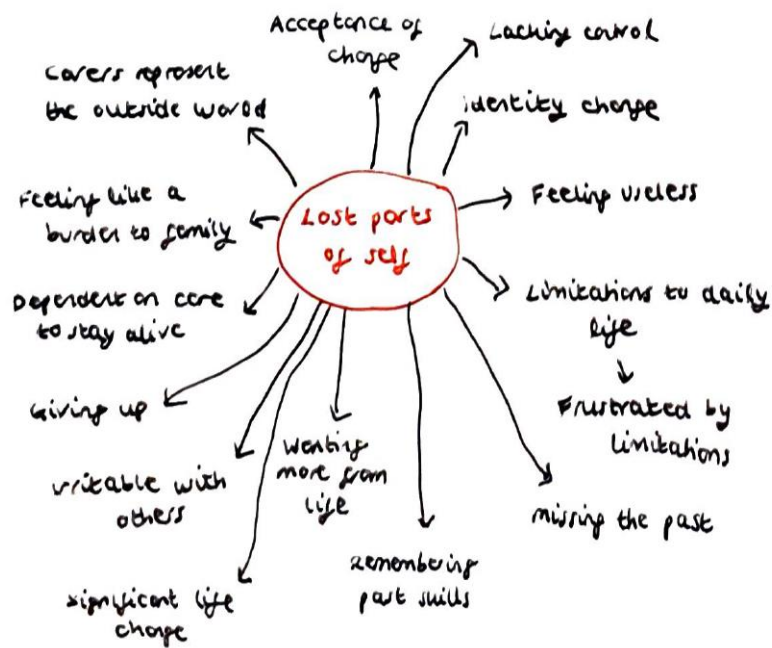 Acceptance of
change
Lacking control
Carers represent
the outside world
identity change
Feeling like a
burden to family
Lost parts
of self
Feeling useless
Dependent on care
to stay alive
Limitations to daily
life
Giving up
Frustrated by
limitations
irritable with
others
Wanting
more from
life
missing the past
significant life
change
remembering
past skills